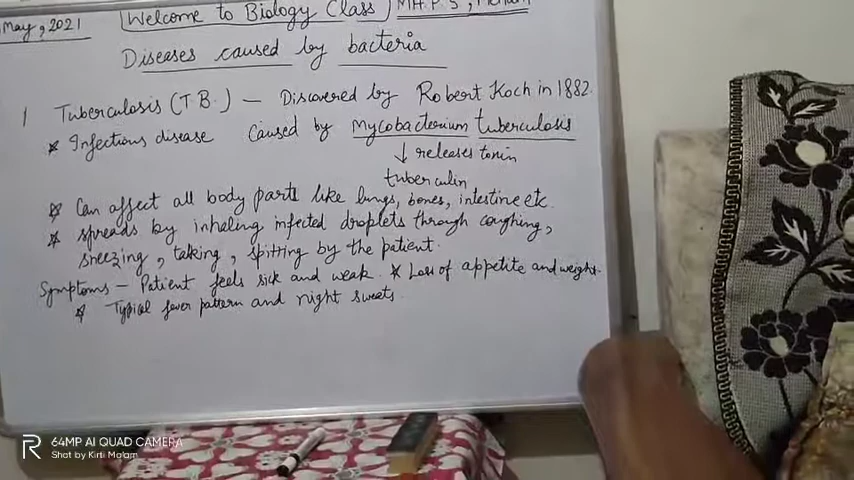 May, 2021
Welcome to Biology Class
M.H.P.S,
Diseases caused by bacteria
1 Tuberculosis (T.B.) — Discovered by Robert Koch in 1882.
* Infectious disease Caused by Mycobacterium tuberculosis
↓ releases toxin
tuberculin
* Can affect all body parts like lungs, bones, intestine etc.
* spreads by inhaling infected droplets through coughing,
sneezing, talking, spitting by the patient.
Symptoms — Patient feels sick and weak. * Loss of appetite and weight.
* Typical fever pattern and night sweats.
64MP AI QUAD CAMERA
Shot by Kirti Malam